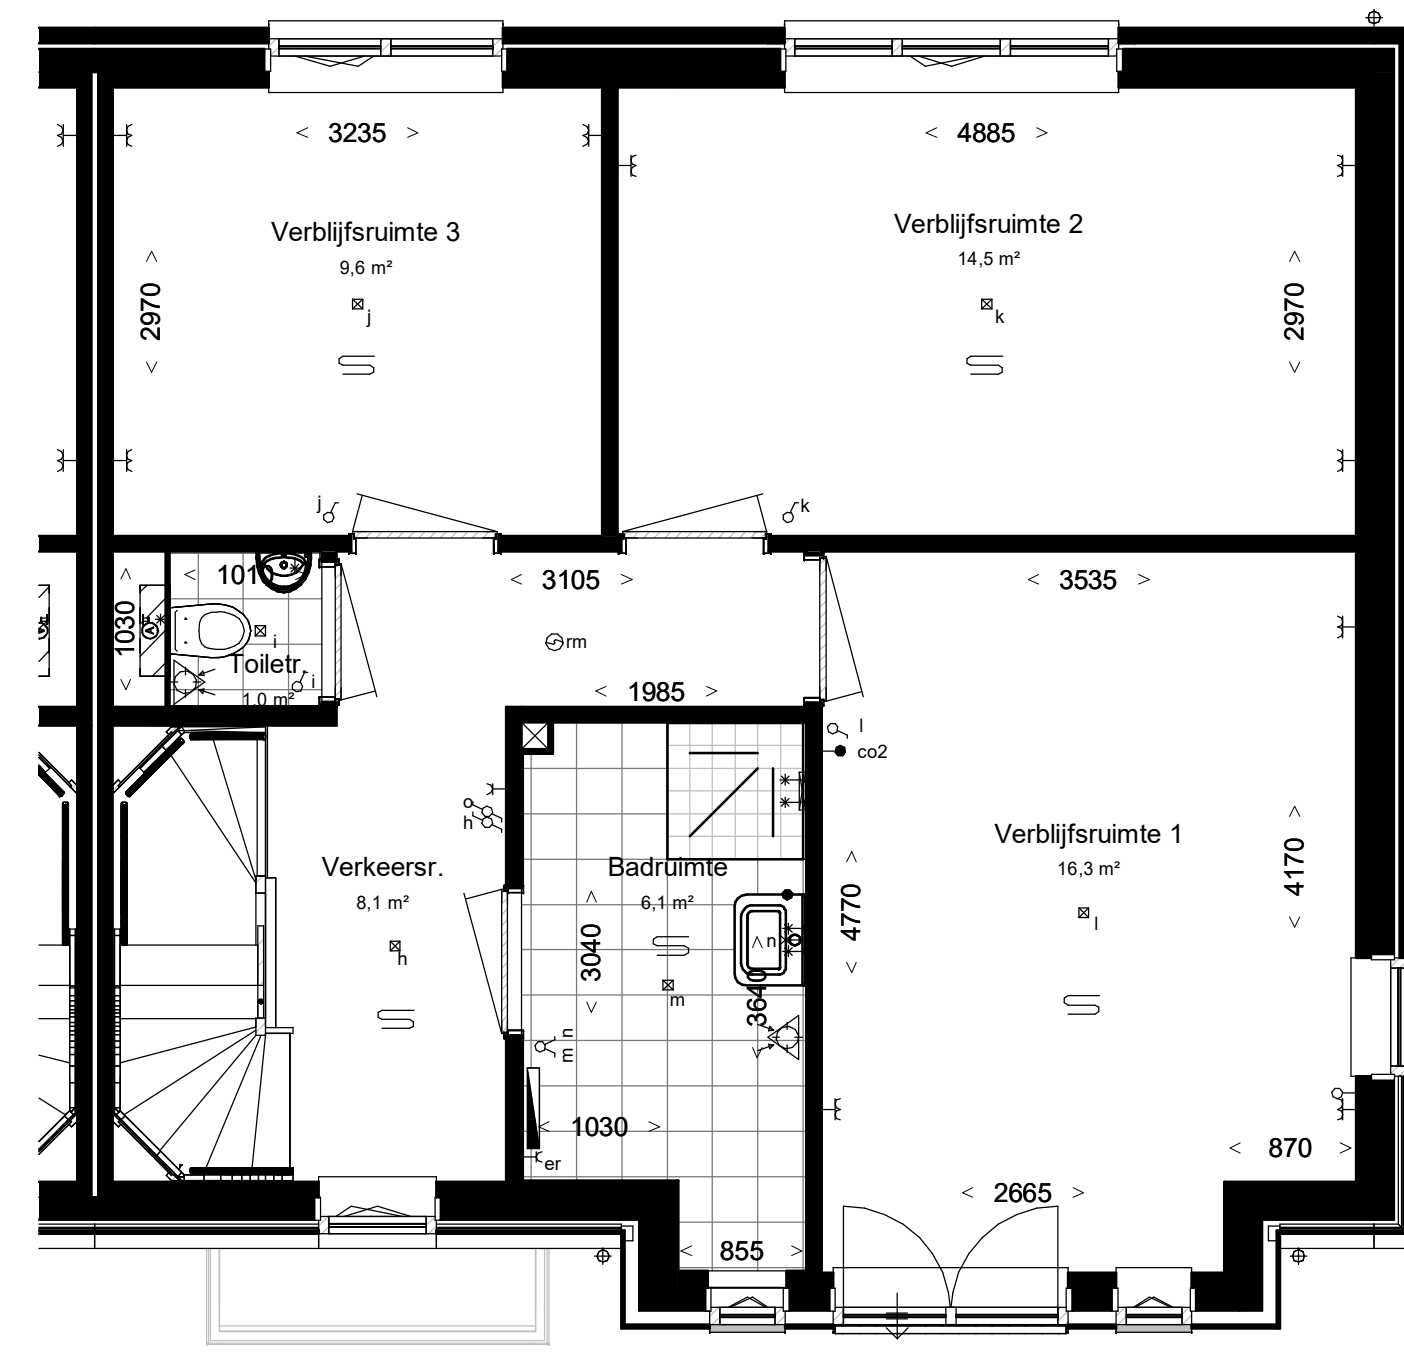 < 3235 >
< 4885 >
Verblijfsruimte 3
9,6 m²
j
Verblijfsruimte 2
14,5 m²
k
< 2970 >
< 2970 >
j
k
< 1010
< 3105 >
< 3535 >
< 1030 >
i
Toiletr.
i
1,0 m²
rm
< 1985 >
l
co2
o
h
Verkeersr.
8,1 m²
h
Badruimte
6,1 m²
< 3040 >
n
m
3640
<
Verblijfsruimte 1
16,3 m²
l
< 4770 >
< 4170 >
m n
< 1030 >
er
< 870 >
< 2665 >
< 855 >